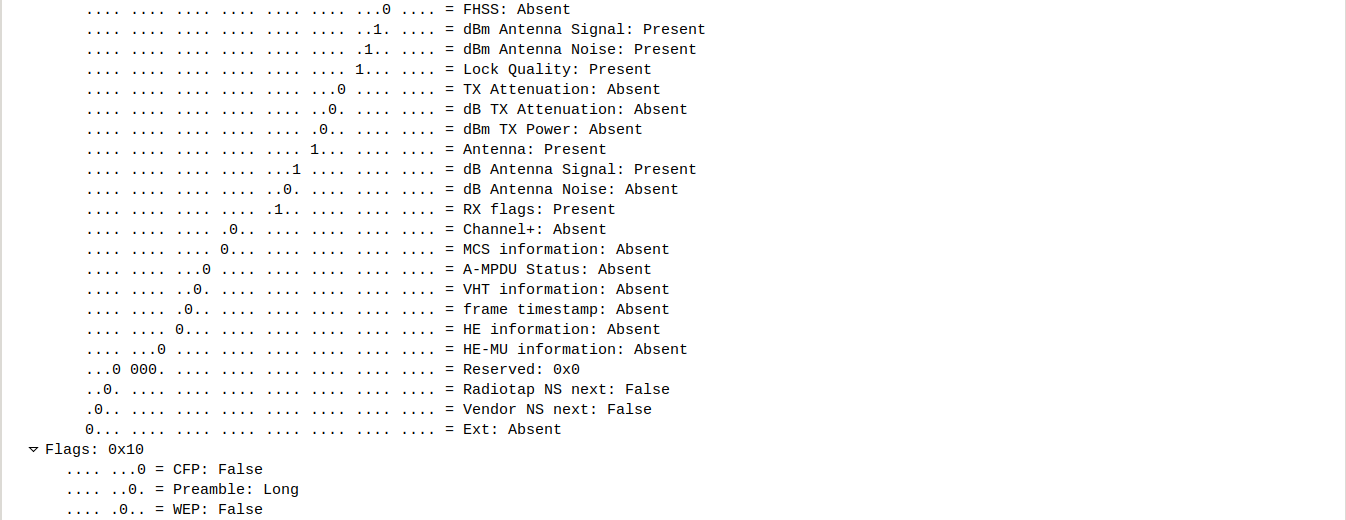 .... .... .... .... .... .... ...0 .... = FHSS: Absent
.... .... .... .... .... .... ..1. .... = dBm Antenna Signal: Present
.... .... .... .... .... .... .1.. .... = dBm Antenna Noise: Present
.... .... .... .... .... .... 1... .... = Lock Quality: Present
.... .... .... .... .... ...0 .... .... = TX Attenuation: Absent
.... .... .... .... .... ..0. .... .... = dB TX Attenuation: Absent
.... .... .... .... .... .0.. .... .... = dBm TX Power: Absent
.... .... .... .... .... 1... .... .... = Antenna: Present
.... .... .... .... ...1 .... .... .... = dB Antenna Signal: Present
.... .... .... .... ..0. .... .... .... = dB Antenna Noise: Absent
.... .... .... .... .1.. .... .... .... = RX flags: Present
.... .... .... .0.. .... .... .... .... = Channel+: Absent
.... .... .... 0... .... .... .... .... = MCS information: Absent
.... .... ...0 .... .... .... .... .... = A-MPDU Status: Absent
.... .... ..0. .... .... .... .... .... = VHT information: Absent
.... .... .0.. .... .... .... .... .... = frame timestamp: Absent
.... .... 0... .... .... .... .... .... = HE information: Absent
.... ...0 .... .... .... .... .... .... = HE-MU information: Absent
...0 000. .... .... .... .... .... .... = Reserved: 0x0
..0. .... .... .... .... .... .... .... = Radiotap NS next: False
.0.. .... .... .... .... .... .... .... = Vendor NS next: False
0... .... .... .... .... .... .... .... = Ext: Absent
Flags: 0x10
.... ...0 = CFP: False
.... ..0. = Preamble: Long
.... .0.. = WEP: False